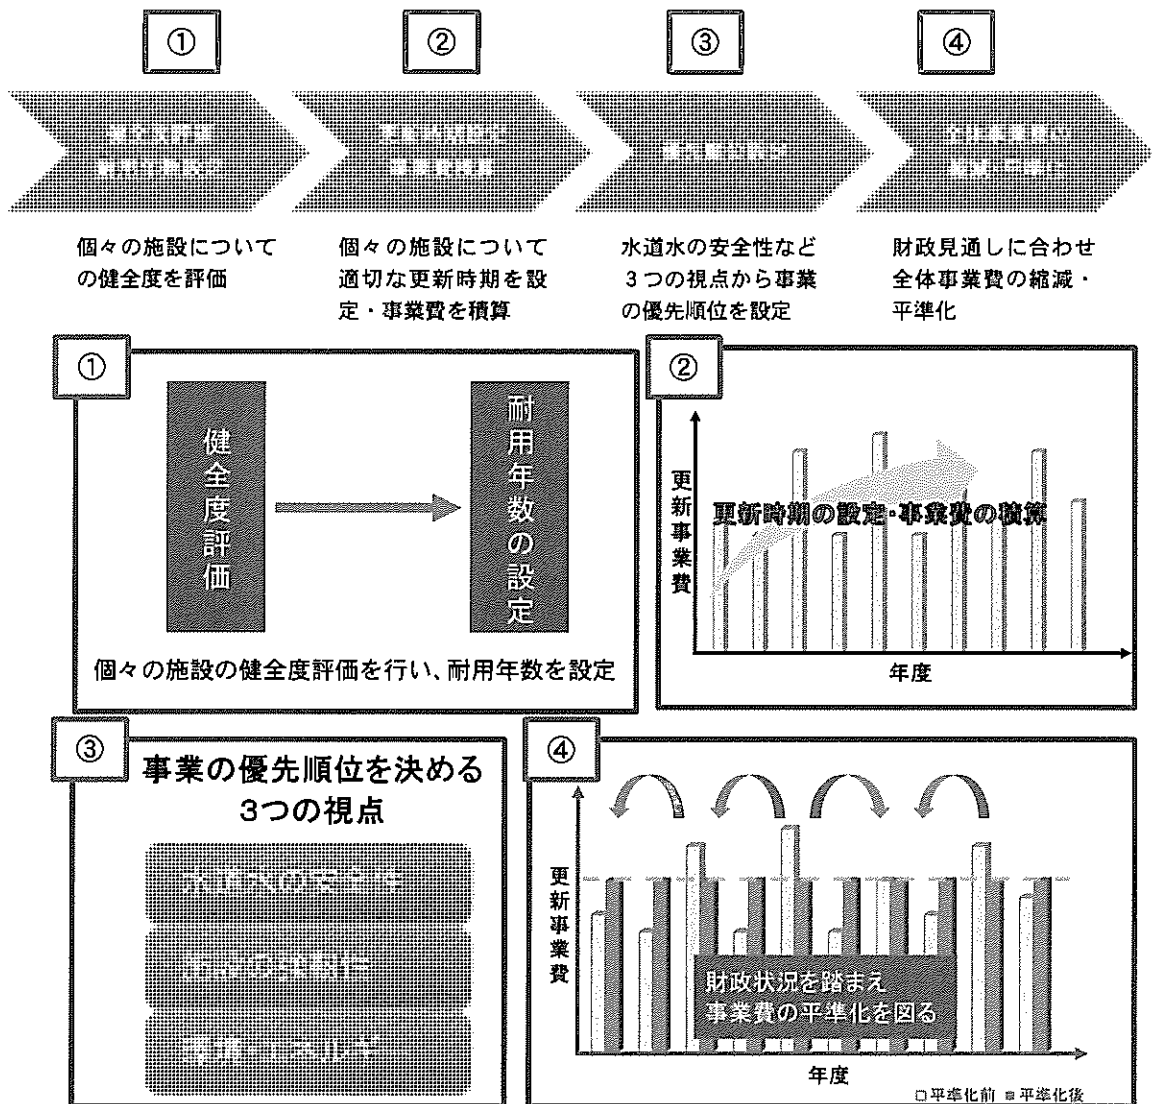 ①
②
③
④
個々の施設について
の健全度を評価
個々の施設について
適切な更新時期を設
定・事業費を積算
水道水の安全性など
3つの視点から事業
の優先順位を設定
財政見通しに合わせ
全体事業費の縮減・
平準化
①
健全度評価
耐用年数の設定
個々の施設の健全度評価を行い、耐用年数を設定
②
更新事業費
更新時期の設定・事業費の積算
年度
③
事業の優先順位を決める
3つの視点
水道水の安全性
④
更新事業費
財政状況を踏まえ
事業費の平準化を図る
年度
□平準化前 ■平準化後